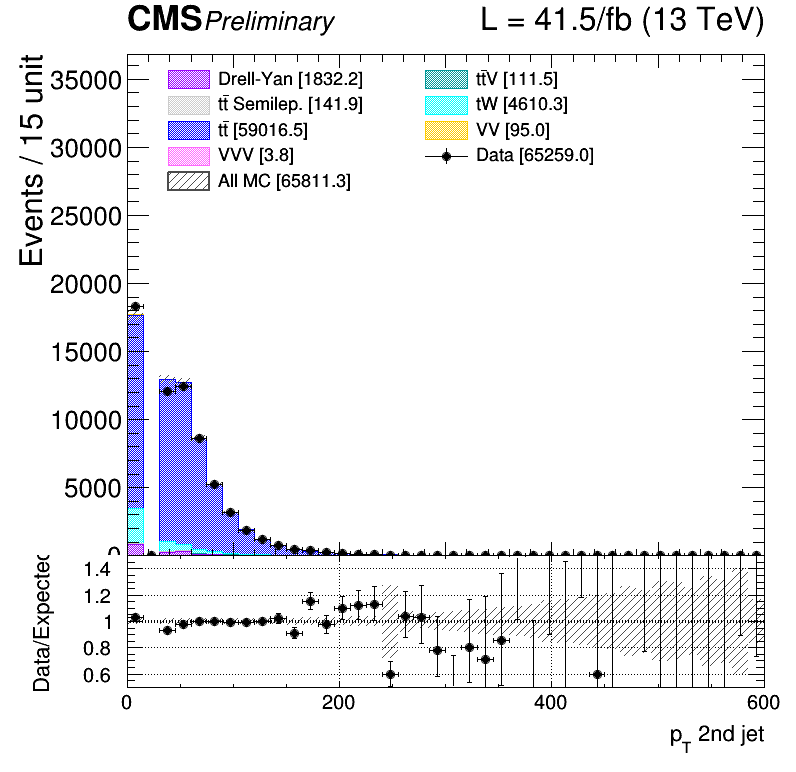 CMS Preliminary L = 41.5/fb (13 TeV)
Events / 15 unit
35000
30000
25000
20000
15000
10000
5000
0
Drell-Yan [1832.2]
tt̄ Semilep. [141.9]
tt̄ [59016.5]
VVV [3.8]
All MC [65811.3]
tt̄V [111.5]
tW [4610.3]
VV [95.0]
Data [65259.0]
Data/Expected
1.4
1.2
1
0.8
0.6
0 200 400 600
p_T 2nd jet